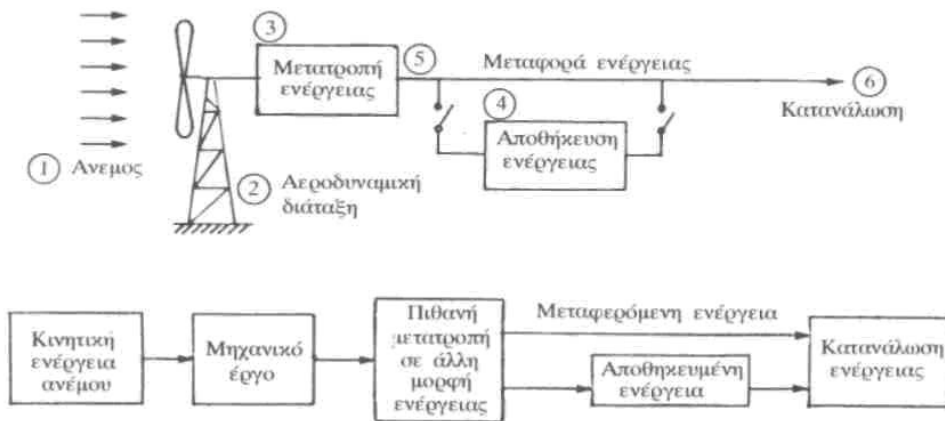 3
Μετατροπή
ενέργειας
5
Μεταφορά ενέργειας
6
Κατανάλωση
4
Αποθήκευση
ενέργειας
1 Ανεμος
2 Αεροδυναμική
διάταξη
Κινητική
ενέργεια
ανέμου
Μηχανικό
έργο
Πιθανή
μετατροπή
σε άλλη
μορφή
ενέργειας
Μεταφερόμενη ενέργεια
Αποθηκευμένη
ενέργεια
Κατανάλωση
ενέργειας